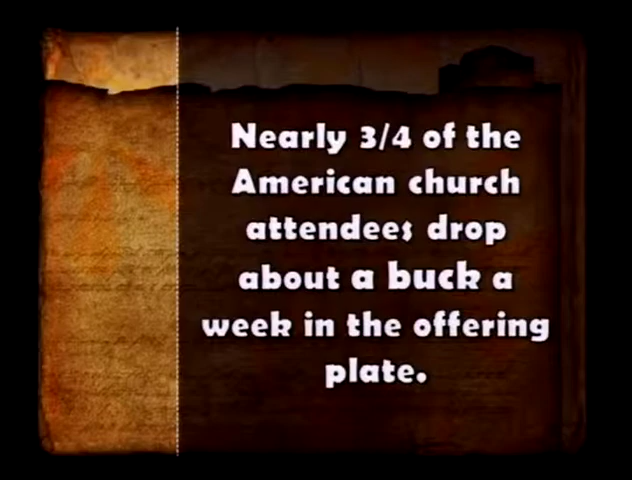 Nearly 3/4 of the
American church
attendees drop
about a buck a
week in the offering
plate.